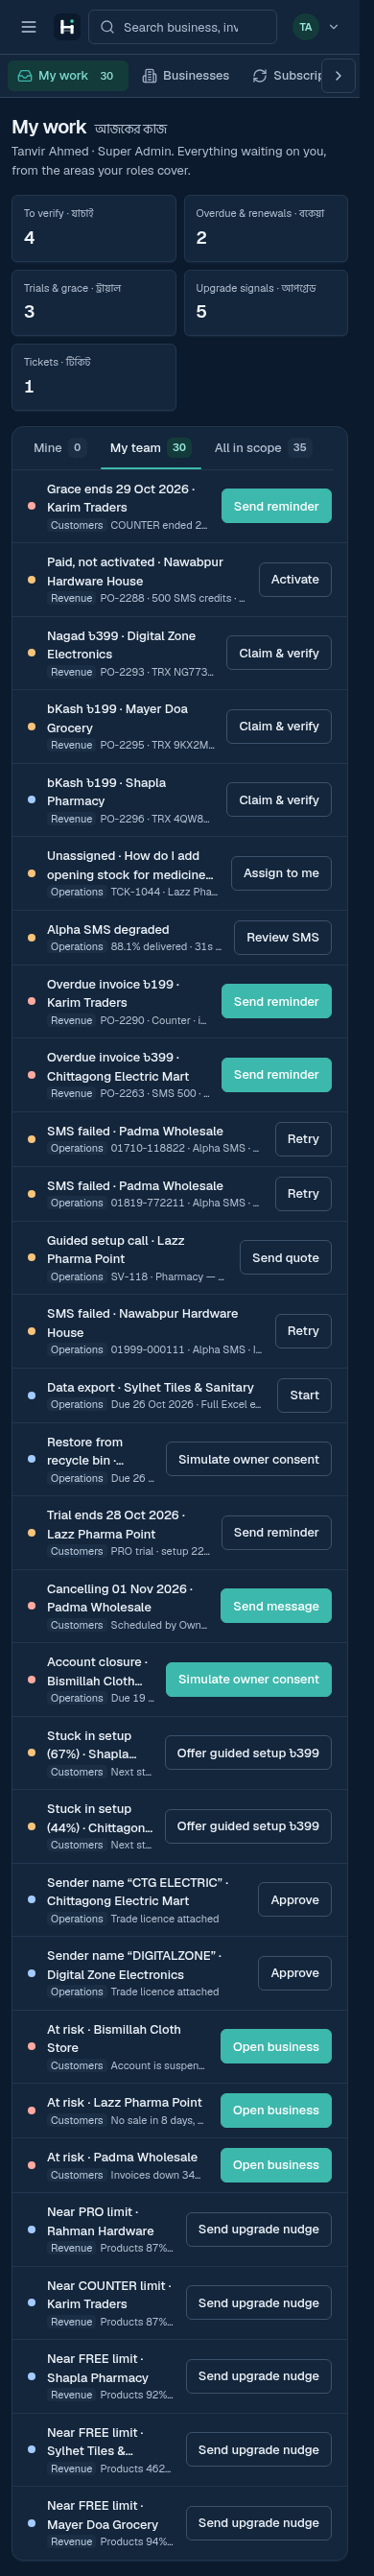 Search business, inv
TA
My work 30
Businesses
Subscrip
My work আজকের কাজ
Tanvir Ahmed · Super Admin. Everything waiting on you,
from the areas your roles cover.
To verify · যাচাই
4
Overdue & renewals · বকেয়া
2
Trials & grace · ট্রায়াল
3
Upgrade signals · আপগ্রেড
5
Tickets · টিকিট
1
Mine 0
My team 30
All in scope 35
Grace ends 29 Oct 2026 ·
Karim Traders
Customers COUNTER ended 2...
Send reminder
Paid, not activated · Nawabpur
Hardware House
Revenue PO-2288 · 500 SMS credits · ...
Activate
Nagad ৳399 · Digital Zone
Electronics
Revenue PO-2293 · TRX NG773...
Claim & verify
bKash ৳199 · Mayer Doa
Grocery
Revenue PO-2295 · TRX 9KX2M...
Claim & verify
bKash ৳199 · Shapla
Pharmacy
Revenue PO-2296 · TRX 4QW8...
Claim & verify
Unassigned · How do I add
opening stock for medicine...
Operations TCK-1044 · Lazz Pha...
Assign to me
Alpha SMS degraded
Operations 88.1% delivered · 31s ...
Review SMS
Overdue invoice ৳199 ·
Karim Traders
Revenue PO-2290 · Counter · i...
Send reminder
Overdue invoice ৳399 ·
Chittagong Electric Mart
Revenue PO-2263 · SMS 500 · ...
Send reminder
SMS failed · Padma Wholesale
Operations 01710-118822 · Alpha SMS · ...
Retry
SMS failed · Padma Wholesale
Operations 01819-772211 · Alpha SMS · ...
Retry
Guided setup call · Lazz
Pharma Point
Operations SV-118 · Pharmacy — ...
Send quote
SMS failed · Nawabpur Hardware
House
Operations 01999-000111 · Alpha SMS · I...
Retry
Data export · Sylhet Tiles & Sanitary
Operations Due 26 Oct 2026 · Full Excel e...
Start
Restore from
recycle bin ·...
Operations Due 26 ...
Simulate owner consent
Trial ends 28 Oct 2026 ·
Lazz Pharma Point
Customers PRO trial · setup 22...
Send reminder
Cancelling 01 Nov 2026 ·
Padma Wholesale
Customers Scheduled by Own...
Send message
Account closure ·
Bismillah Cloth...
Operations Due 19 ...
Simulate owner consent
Stuck in setup
(67%) · Shapla...
Customers Next st...
Offer guided setup ৳399
Stuck in setup
(44%) · Chittagon...
Customers Next st...
Offer guided setup ৳399
Sender name “CTG ELECTRIC” ·
Chittagong Electric Mart
Operations Trade licence attached
Approve
Sender name “DIGITALZONE” ·
Digital Zone Electronics
Operations Trade licence attached
Approve
At risk · Bismillah Cloth
Store
Customers Account is suspen...
Open business
At risk · Lazz Pharma Point
Customers No sale in 8 days, ...
Open business
At risk · Padma Wholesale
Customers Invoices down 34...
Open business
Near PRO limit ·
Rahman Hardware
Revenue Products 87%...
Send upgrade nudge
Near COUNTER limit ·
Karim Traders
Revenue Products 87%...
Send upgrade nudge
Near FREE limit ·
Shapla Pharmacy
Revenue Products 92%...
Send upgrade nudge
Near FREE limit ·
Sylhet Tiles &...
Revenue Products 462...
Send upgrade nudge
Near FREE limit ·
Mayer Doa Grocery
Revenue Products 94%...
Send upgrade nudge